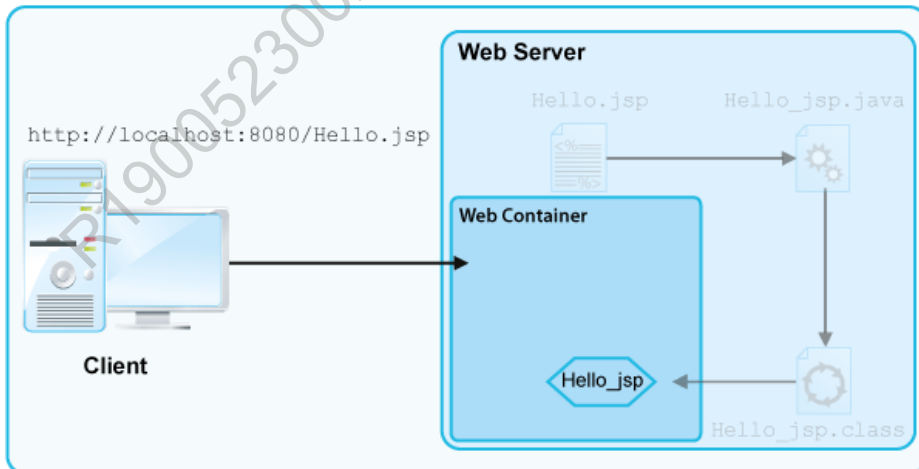 Web Server
Hello.jsp
Hello_jsp.java
http://localhost:8080/Hello.jsp
<%=
=%>
Web Container
Client
Hello_jsp
Hello_jsp.class